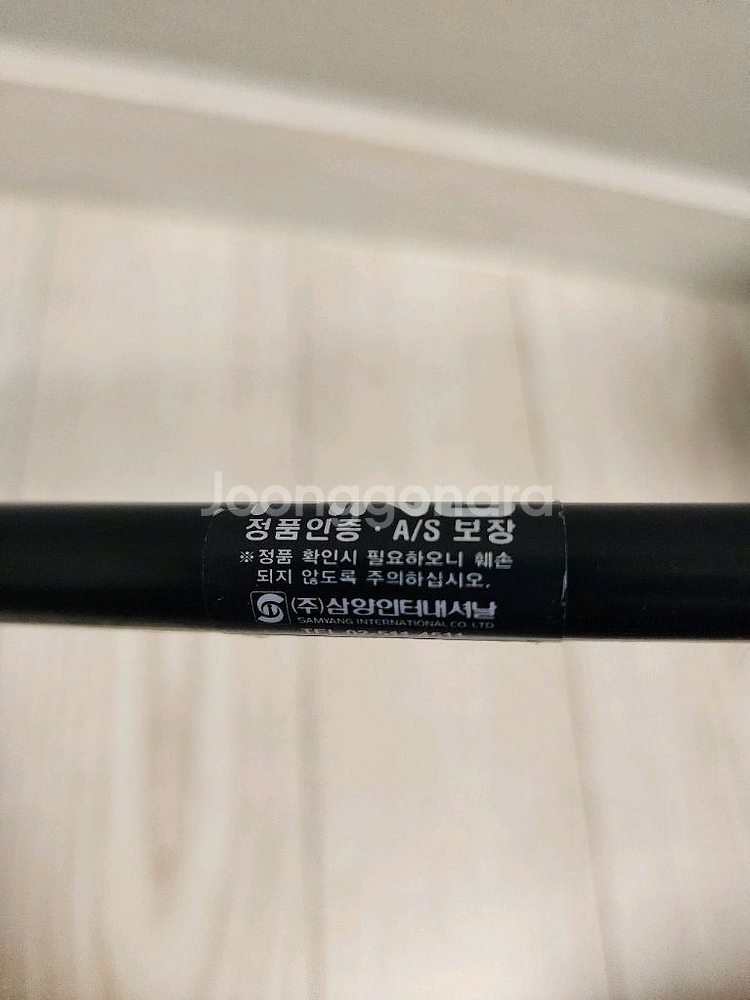 Joonggonara
정품인증 · A/S 보장
※정품 확인시 필요하오니 훼손
되지 않도록 주의하십시오.
(주)삼양인터내셔날
SAMYANG INTERNATIONAL CO. LTD